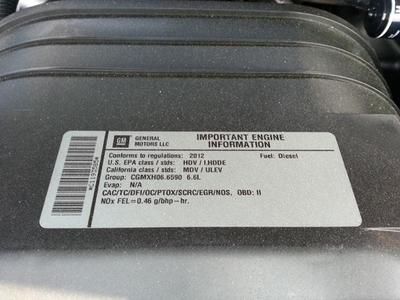 GM
GENERAL
MOTORS LLC
IMPORTANT ENGINE
INFORMATION
Conforms to regulations: 2012 Fuel: Diesel
U.S. EPA class / stds: HDV / LHDDE
California class / stds: MDV / ULEV
Group: CGMXH06.6590 6.6L
Evap: N/A
CAC/TC/DFI/OC/PTOX/SCRC/EGR/NOS, OBD: II
NOx FEL=0.46 g/bhp-hr.